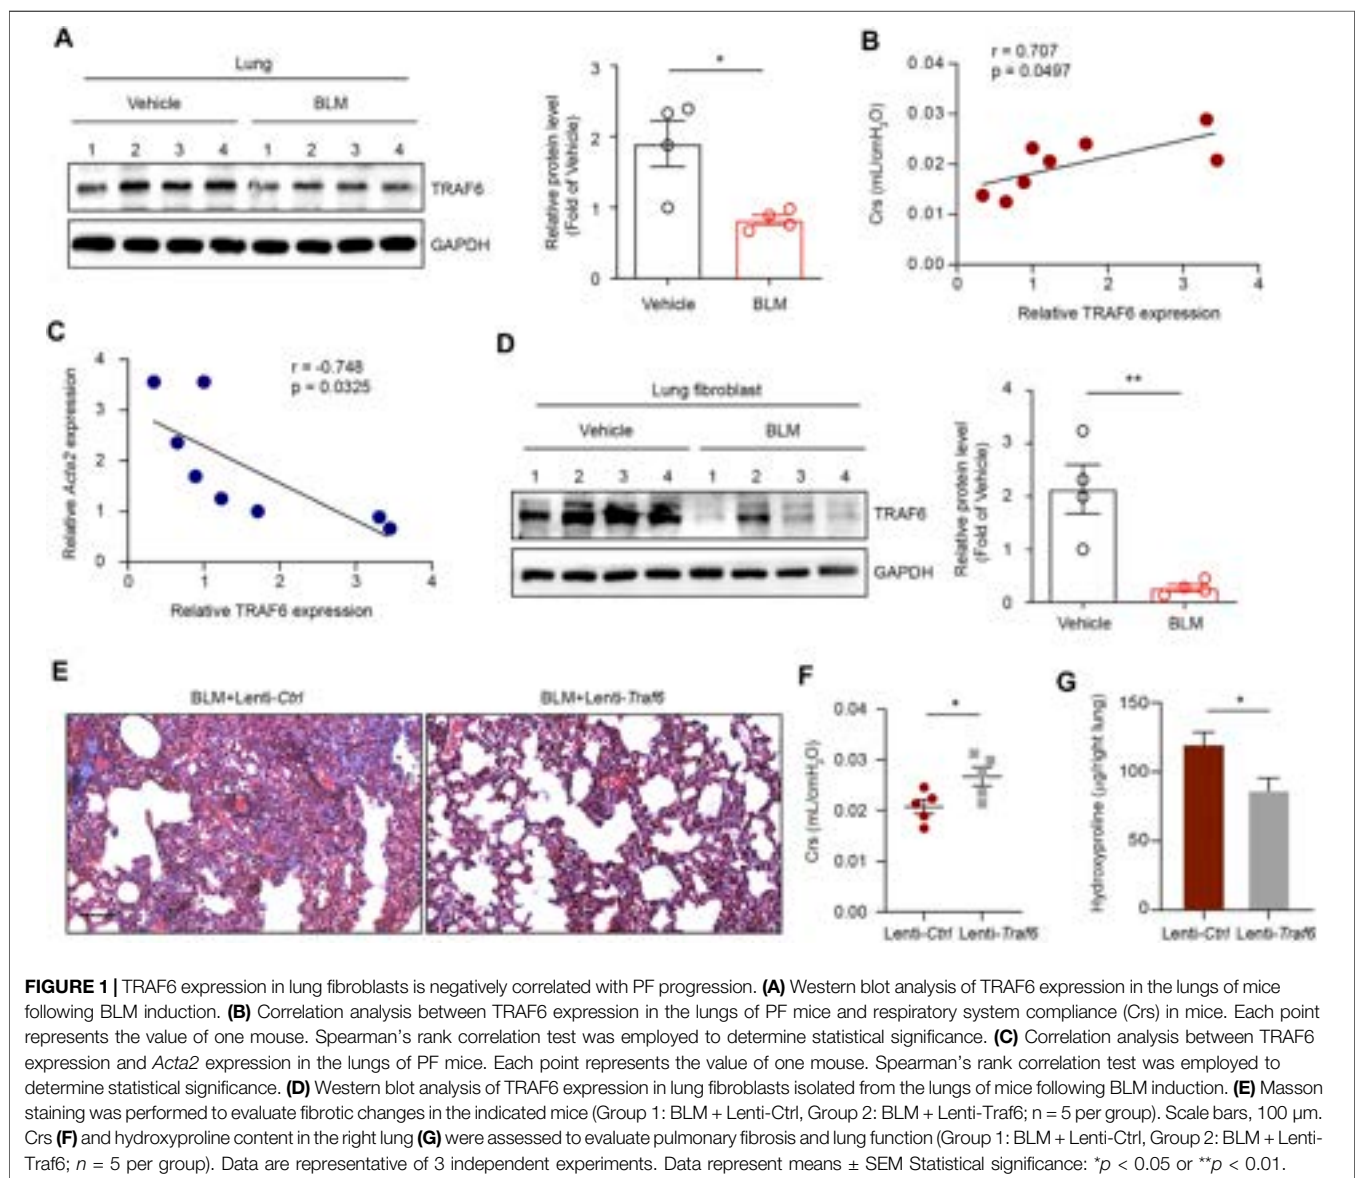 A
Lung
Vehicle BLM
1 2 3 4 1 2 3 4
TRAF6
GAPDH
Relative protein level
(Fold of Vehicle)
3
2
1
0
*
Vehicle BLM
B
r = 0.707
p = 0.0497
Crs (mL/cmH2O)
0.04
0.03
0.02
0.01
0.00
0 1 2 3 4
Relative TRAF6 expression
C
r = -0.748
p = 0.0325
Relative Acta2 expression
4
3
2
1
0
0 1 2 3 4
Relative TRAF6 expression
D
Lung fibroblast
Vehicle BLM
1 2 3 4 1 2 3 4
TRAF6
GAPDH
Relative protein level
(Fold of Vehicle)
4
3
2
1
0
**
Vehicle BLM
E
BLM+Lenti-Ctrl BLM+Lenti-Traf6
F
Crs (mL/cmH2O)
0.04
0.03
0.02
0.01
0.00
*
Lenti-Ctrl Lenti-Traf6
G
Hydroxyproline (μg/right lung)
150
100
50
0
*
Lenti-Ctrl Lenti-Traf6
FIGURE 1 | TRAF6 expression in lung fibroblasts is negatively correlated with PF progression. (A) Western blot analysis of TRAF6 expression in the lungs of mice
following BLM induction. (B) Correlation analysis between TRAF6 expression in the lungs of PF mice and respiratory system compliance (Crs) in mice. Each point
represents the value of one mouse. Spearman's rank correlation test was employed to determine statistical significance. (C) Correlation analysis between TRAF6
expression and Acta2 expression in the lungs of PF mice. Each point represents the value of one mouse. Spearman's rank correlation test was employed to
determine statistical significance. (D) Western blot analysis of TRAF6 expression in lung fibroblasts isolated from the lungs of mice following BLM induction. (E) Masson
staining was performed to evaluate fibrotic changes in the indicated mice (Group 1: BLM + Lenti-Ctrl, Group 2: BLM + Lenti-Traf6; n = 5 per group). Scale bars, 100 μm.
Crs (F) and hydroxyproline content in the right lung (G) were assessed to evaluate pulmonary fibrosis and lung function (Group 1: BLM + Lenti-Ctrl, Group 2: BLM + Lenti-
Traf6; n = 5 per group). Data are representative of 3 independent experiments. Data represent means ± SEM Statistical significance: *p < 0.05 or **p < 0.01.